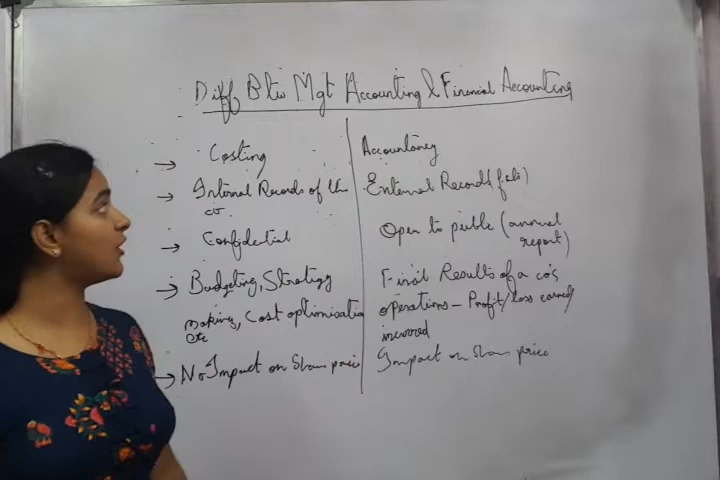 Diff Btw Mgt Accounting & Financial Accounting
→ Costing
→ Internal Records of the
co.
→ Confidential
→ Budgeting, Strategy
making, Cost optimisation
etc
→ No Impact on Share price
Accountancy
External Records
Open to public (annual
report)
Final Results of a co's
operations - Profit/loss earned/
incurred
Impact on Share price